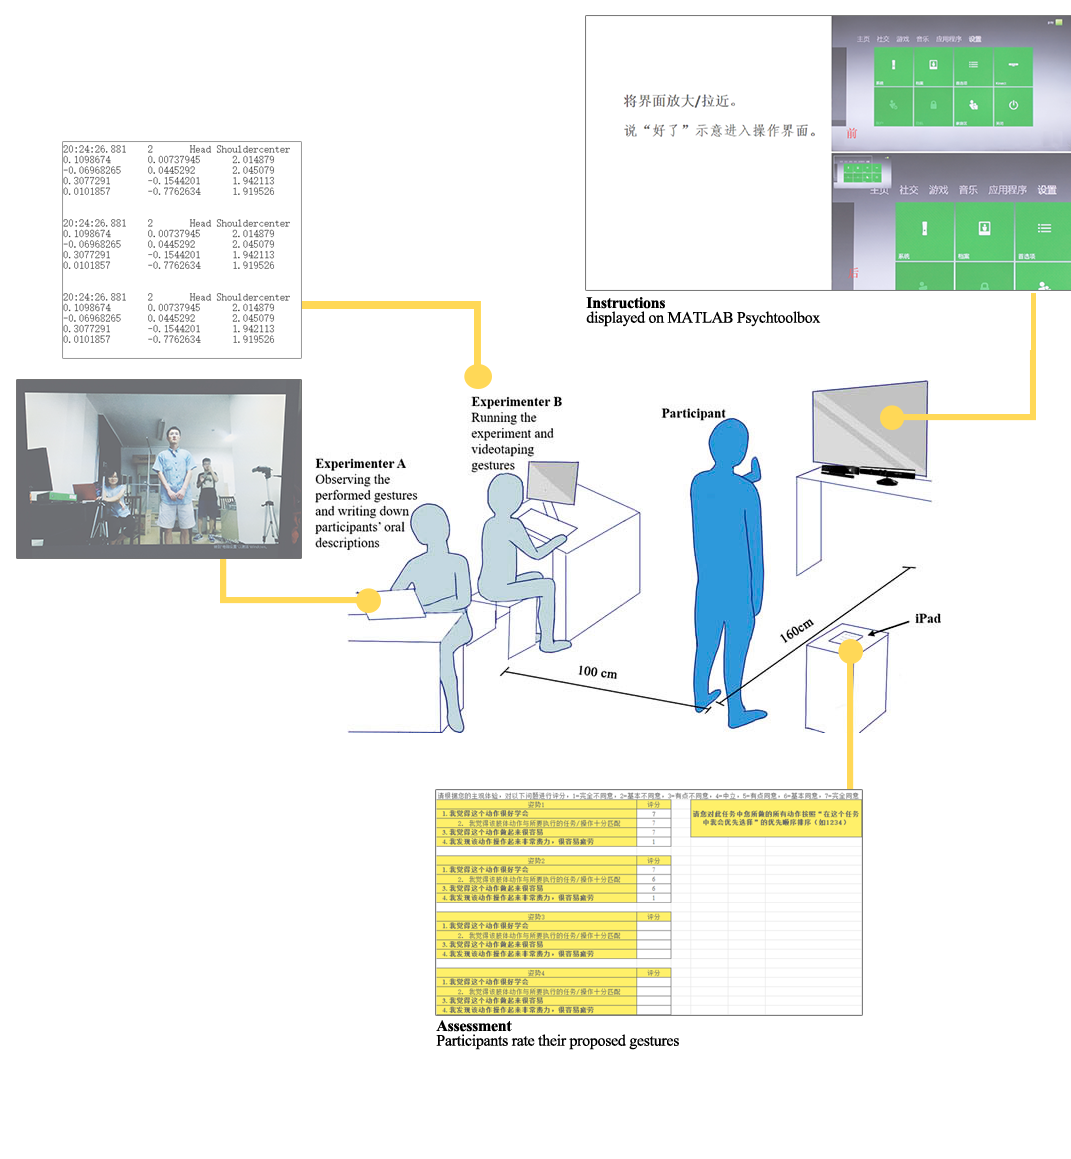 将界面放大/拉近。
说“好了”示意进入操作界面。
主页 社交 游戏 音乐 应用程序 设置
前
主页 社交 游戏 音乐 应用程序 设置
系统 档案 首选项
后
Instructions
displayed on MATLAB Psychtoolbox
20:24:26.881 2 Head Shouldercenter
0.1098674 0.00737945 2.014879
-0.06968265 0.0445292 2.045079
0.3077291 -0.1544201 1.942113
0.0101857 -0.7762634 1.919526
20:24:26.881 2 Head Shouldercenter
0.1098674 0.00737945 2.014879
-0.06968265 0.0445292 2.045079
0.3077291 -0.1544201 1.942113
0.0101857 -0.7762634 1.919526
20:24:26.881 2 Head Shouldercenter
0.1098674 0.00737945 2.014879
-0.06968265 0.0445292 2.045079
0.3077291 -0.1544201 1.942113
0.0101857 -0.7762634 1.919526
Experimenter B
Running the
experiment and
videotaping
gestures
Experimenter A
Observing the
performed gestures
and writing down
participants’ oral
descriptions
Participant
iPad
160cm
100 cm
请根据您的主观体验，对以下问题进行评分，1=完全不同意，2=基本不同意，3=有点不同意，4=中立，5=有点同意，6=基本同意，7=完全同意
姿势1 评分
1.我觉得这个动作很好学会 7
2. 我觉得该肢体动作与所要执行的任务/操作十分匹配 7
3.我觉得这个动作做起来很容易 7
4.我发现该动作操作起来非常费力，很容易疲劳 1
请您对此任务中您所做的所有动作按照“在这个任务
中我会优先选择”的优先顺序排序（如1234）
姿势2 评分
1.我觉得这个动作很好学会 7
2. 我觉得该肢体动作与所要执行的任务/操作十分匹配 6
3.我觉得这个动作做起来很容易 6
4.我发现该动作操作起来非常费力，很容易疲劳 1
姿势3 评分
1.我觉得这个动作很好学会
2. 我觉得该肢体动作与所要执行的任务/操作十分匹配
3.我觉得这个动作做起来很容易
4.我发现该动作操作起来非常费力，很容易疲劳
姿势4 评分
1.我觉得这个动作很好学会
2. 我觉得该肢体动作与所要执行的任务/操作十分匹配
3.我觉得这个动作做起来很容易
4.我发现该动作操作起来非常费力，很容易疲劳
Assessment
Participants rate their proposed gestures